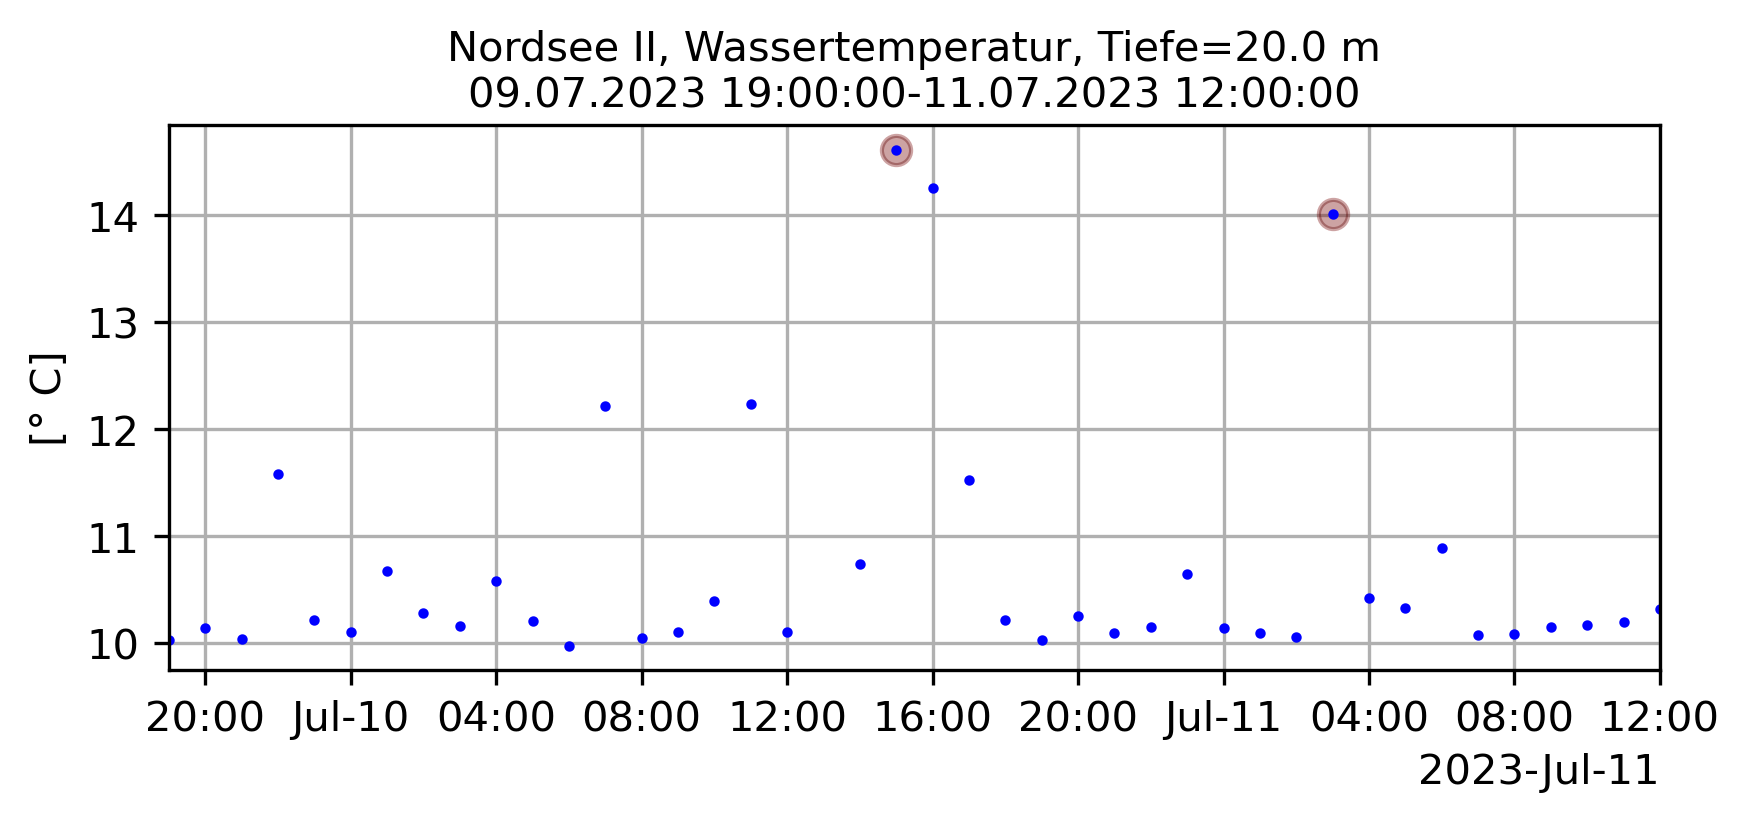 Nordsee II, Wassertemperatur, Tiefe=20.0 m
09.07.2023 19:00:00-11.07.2023 12:00:00
[° C]
14
13
12
11
10
20:00 Jul-10 04:00 08:00 12:00 16:00 20:00 Jul-11 04:00 08:00 12:00
2023-Jul-11